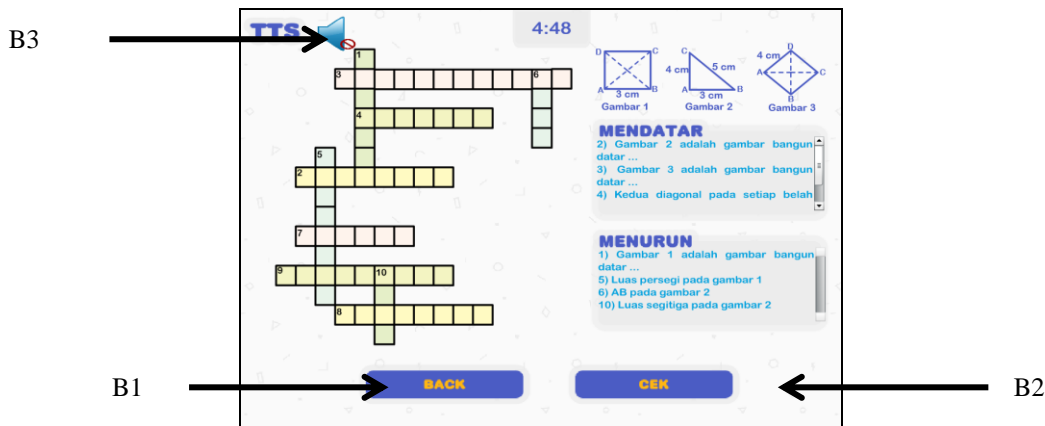 B3
TTS
4:48
D C
A B
3 cm
Gambar 1
C
4 cm 5 cm
A B
3 cm
Gambar 2
D
4 cm
A C
B
Gambar 3
1
3 6
4
5
2
7
9 10
8
MENDATAR
2) Gambar 2 adalah gambar bangun
datar ...
3) Gambar 3 adalah gambar bangun
datar ...
4) Kedua diagonal pada setiap belah
MENURUN
1) Gambar 1 adalah gambar bangun
datar ...
5) Luas persegi pada gambar 1
6) AB pada gambar 2
10) Luas segitiga pada gambar 2
B1
BACK
CEK
B2